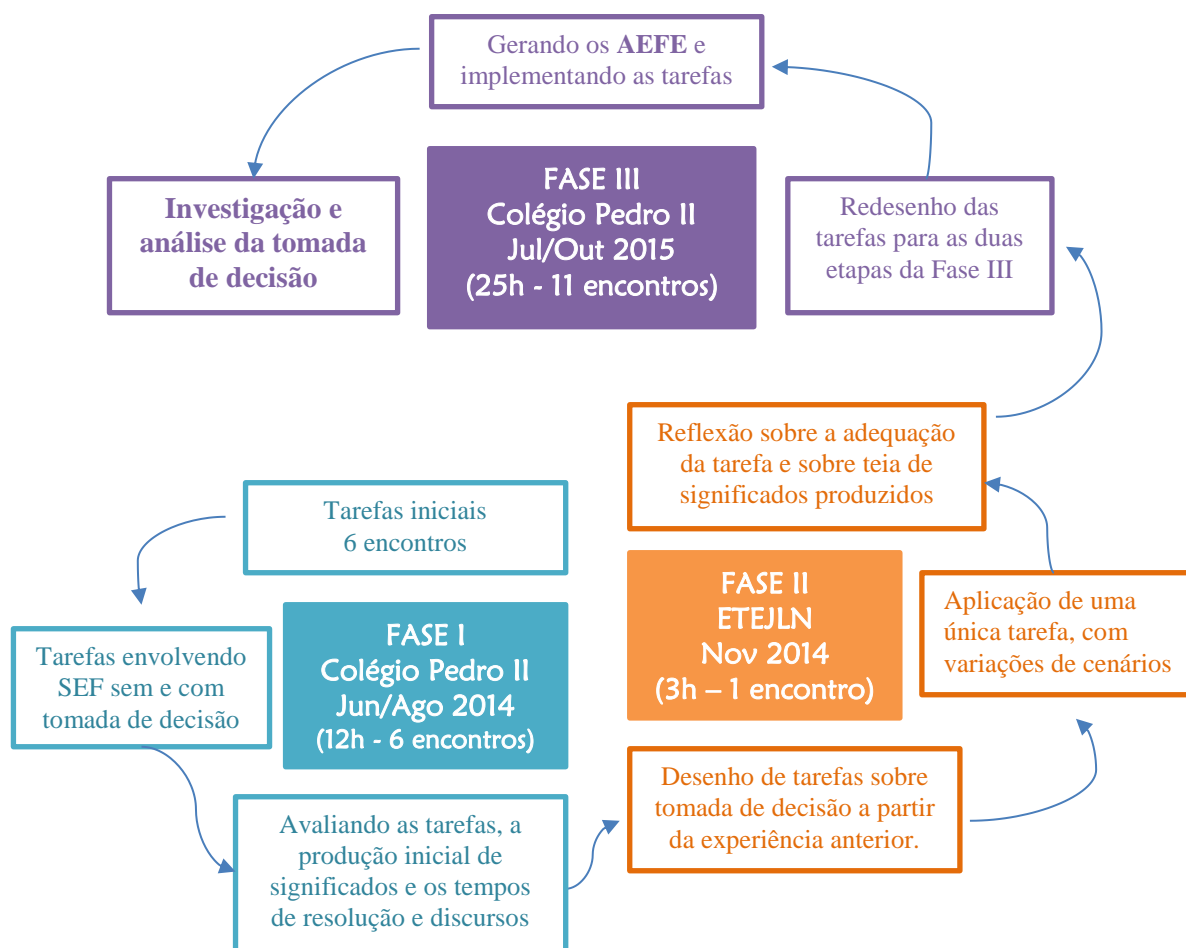 Gerando os AEFE e
implementando as tarefas
Investigação e
análise da tomada
de decisão
FASE III
Colégio Pedro II
Jul/Out 2015
(25h - 11 encontros)
Redesenho das
tarefas para as duas
etapas da Fase III
Reflexão sobre a adequação
da tarefa e sobre teia de
significados produzidos
Tarefas iniciais
6 encontros
FASE II
ETEJLN
Nov 2014
(3h – 1 encontro)
Aplicação de uma
única tarefa, com
variações de cenários
Tarefas envolvendo
SEF sem e com
tomada de decisão
FASE I
Colégio Pedro II
Jun/Ago 2014
(12h - 6 encontros)
Desenho de tarefas sobre
tomada de decisão a partir
da experiência anterior.
Avaliando as tarefas, a
produção inicial de
significados e os tempos
de resolução e discursos